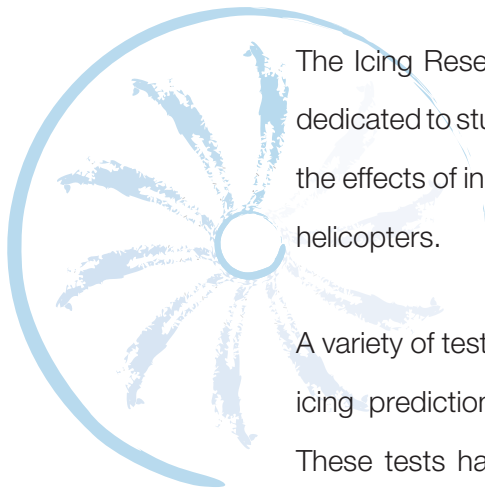 The Icing Rese
dedicated to stu
the effects of in
helicopters.
A variety of test
icing prediction
These tests ha